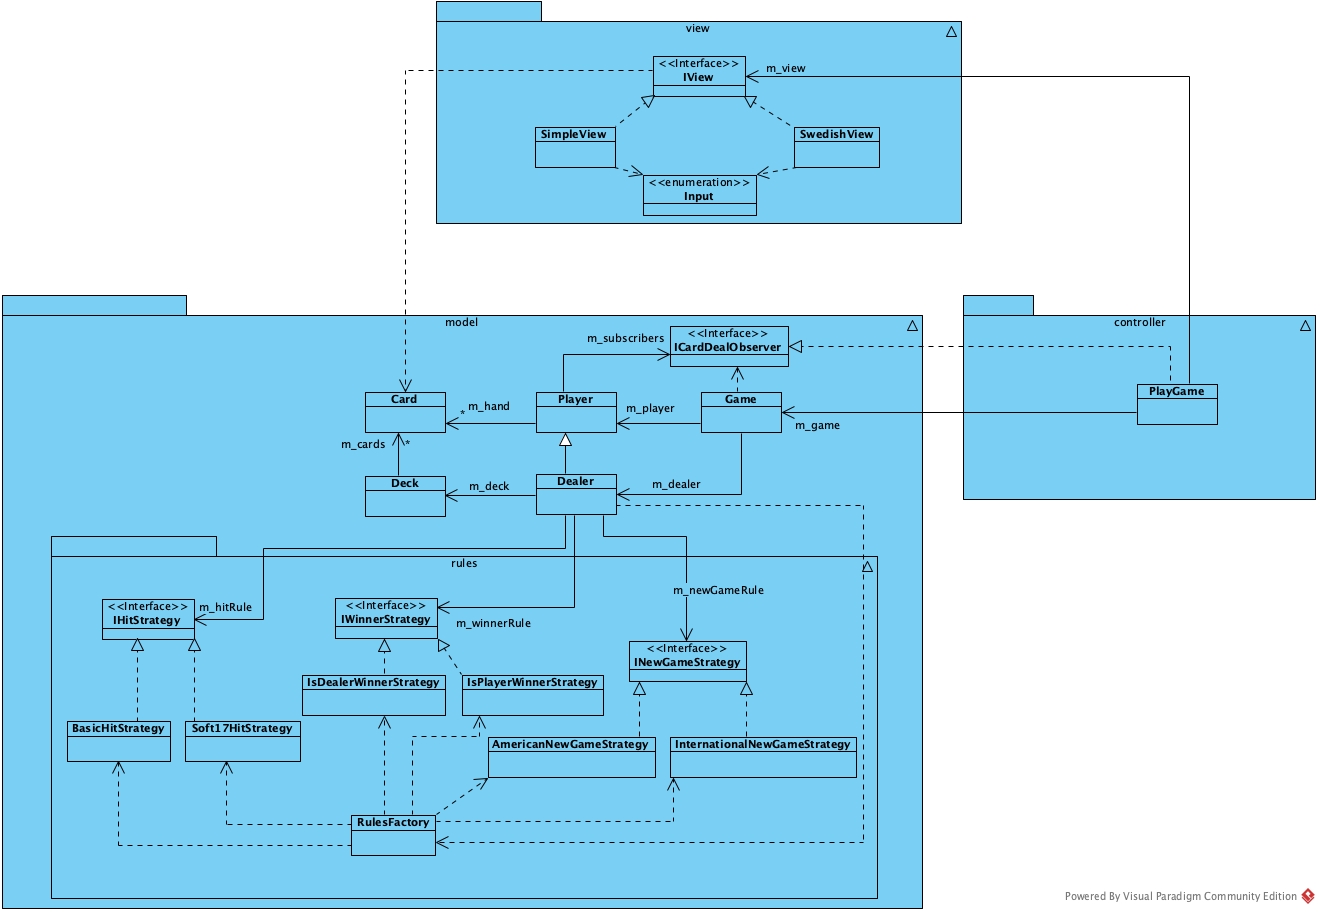 view
<<Interface>>
IView
m_view
SimpleView
SwedishView
<<enumeration>>
Input
model
controller
<<Interface>>
ICardDealObserver
m_subscribers
PlayGame
Card
Player
Game
m_hand
*
m_player
m_game
m_cards
*
Deck
Dealer
m_deck
m_dealer
rules
m_newGameRule
<<Interface>>
IHitStrategy
m_hitRule
<<Interface>>
IWinnerStrategy
m_winnerRule
<<Interface>>
INewGameStrategy
IsDealerWinnerStrategy
IsPlayerWinnerStrategy
BasicHitStrategy
Soft17HitStrategy
AmericanNewGameStrategy
InternationalNewGameStrategy
RulesFactory
Powered By Visual Paradigm Community Edition